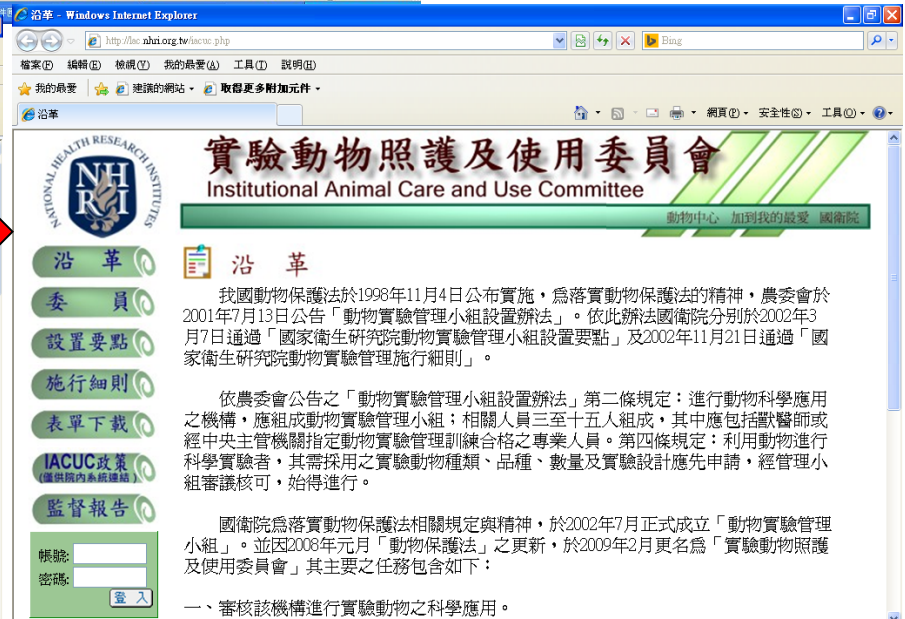 沿革 - Windows Internet Explorer
http://lac.nhri.org.tw/iacuc.php
Bing
檔案(F) 編輯(E) 檢視(V) 我的最愛(A) 工具(T) 說明(H)
我的最愛 建議的網站 取得更多附加元件
沿革
網頁(P) 安全性(S) 工具(O)
NATIONAL HEALTH RESEARCH INSTITUTES
NHRI
實驗動物照護及使用委員會
Institutional Animal Care and Use Committee
動物中心 加到我的最愛 國衛院
沿 革
委 員
設置要點
施行細則
表單下載
IACUC政策
(僅供院內系統連結)
監督報告
帳號:
密碼:
登 入
沿 革
我國動物保護法於1998年11月4日公布實施，為落實動物保護法的精神，農委會於
2001年7月13日公告「動物實驗管理小組設置辦法」。依此辦法國衛院分別於2002年3
月7日通過「國家衛生研究院動物實驗管理小組設置要點」及2002年11月21日通過「國
家衛生研究院動物實驗管理施行細則」。
依農委會公告之「動物實驗管理小組設置辦法」第二條規定：進行動物科學應用
之機構，應組成動物實驗管理小組；相關人員三至十五人組成，其中應包括獸醫師或
經中央主管機關指定動物實驗管理訓練合格之專業人員。第四條規定：利用動物進行
科學實驗者，其需採用之實驗動物種類、品種、數量及實驗設計應先申請，經管理小
組審議核可，始得進行。
國衛院為落實動物保護法相關規定與精神，於2002年7月正式成立「動物實驗管理
小組」。並因2008年元月「動物保護法」之更新，於2009年2月更名為「實驗動物照護
及使用委員會」其主要之任務包含如下：
一、審核該機構進行實驗動物之科學應用。